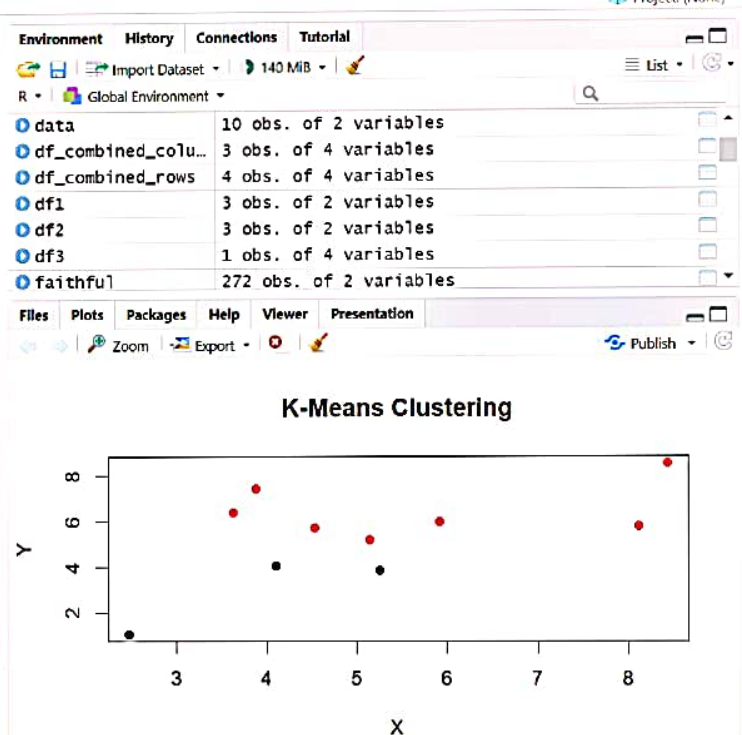 Project: (None)
Environment History Connections Tutorial
Import Dataset 140 MiB List
R Global Environment
data 10 obs. of 2 variables
df_combined_colu… 3 obs. of 4 variables
df_combined_rows 4 obs. of 4 variables
df1 3 obs. of 2 variables
df2 3 obs. of 2 variables
df3 1 obs. of 4 variables
faithful 272 obs. of 2 variables
Files Plots Packages Help Viewer Presentation
Zoom Export Publish
K-Means Clustering
Y
8
6
4
2
3 4 5 6 7 8
X